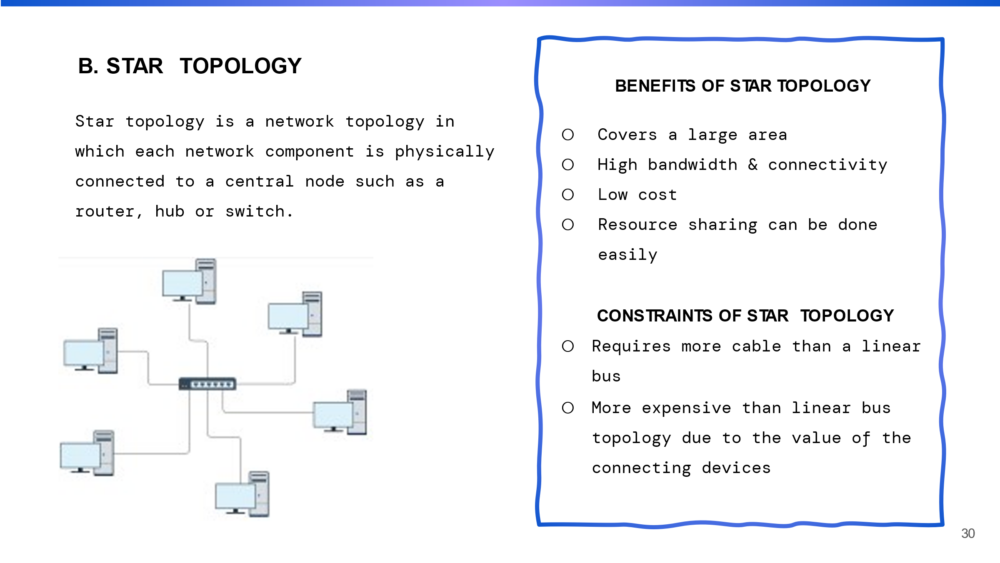 B. STAR TOPOLOGY
Star topology is a network topology in
which each network component is physically
connected to a central node such as a
router, hub or switch.
BENEFITS OF STAR TOPOLOGY
○ Covers a large area
○ High bandwidth & connectivity
○ Low cost
○ Resource sharing can be done
easily
CONSTRAINTS OF STAR TOPOLOGY
○ Requires more cable than a linear
bus
○ More expensive than linear bus
topology due to the value of the
connecting devices
30